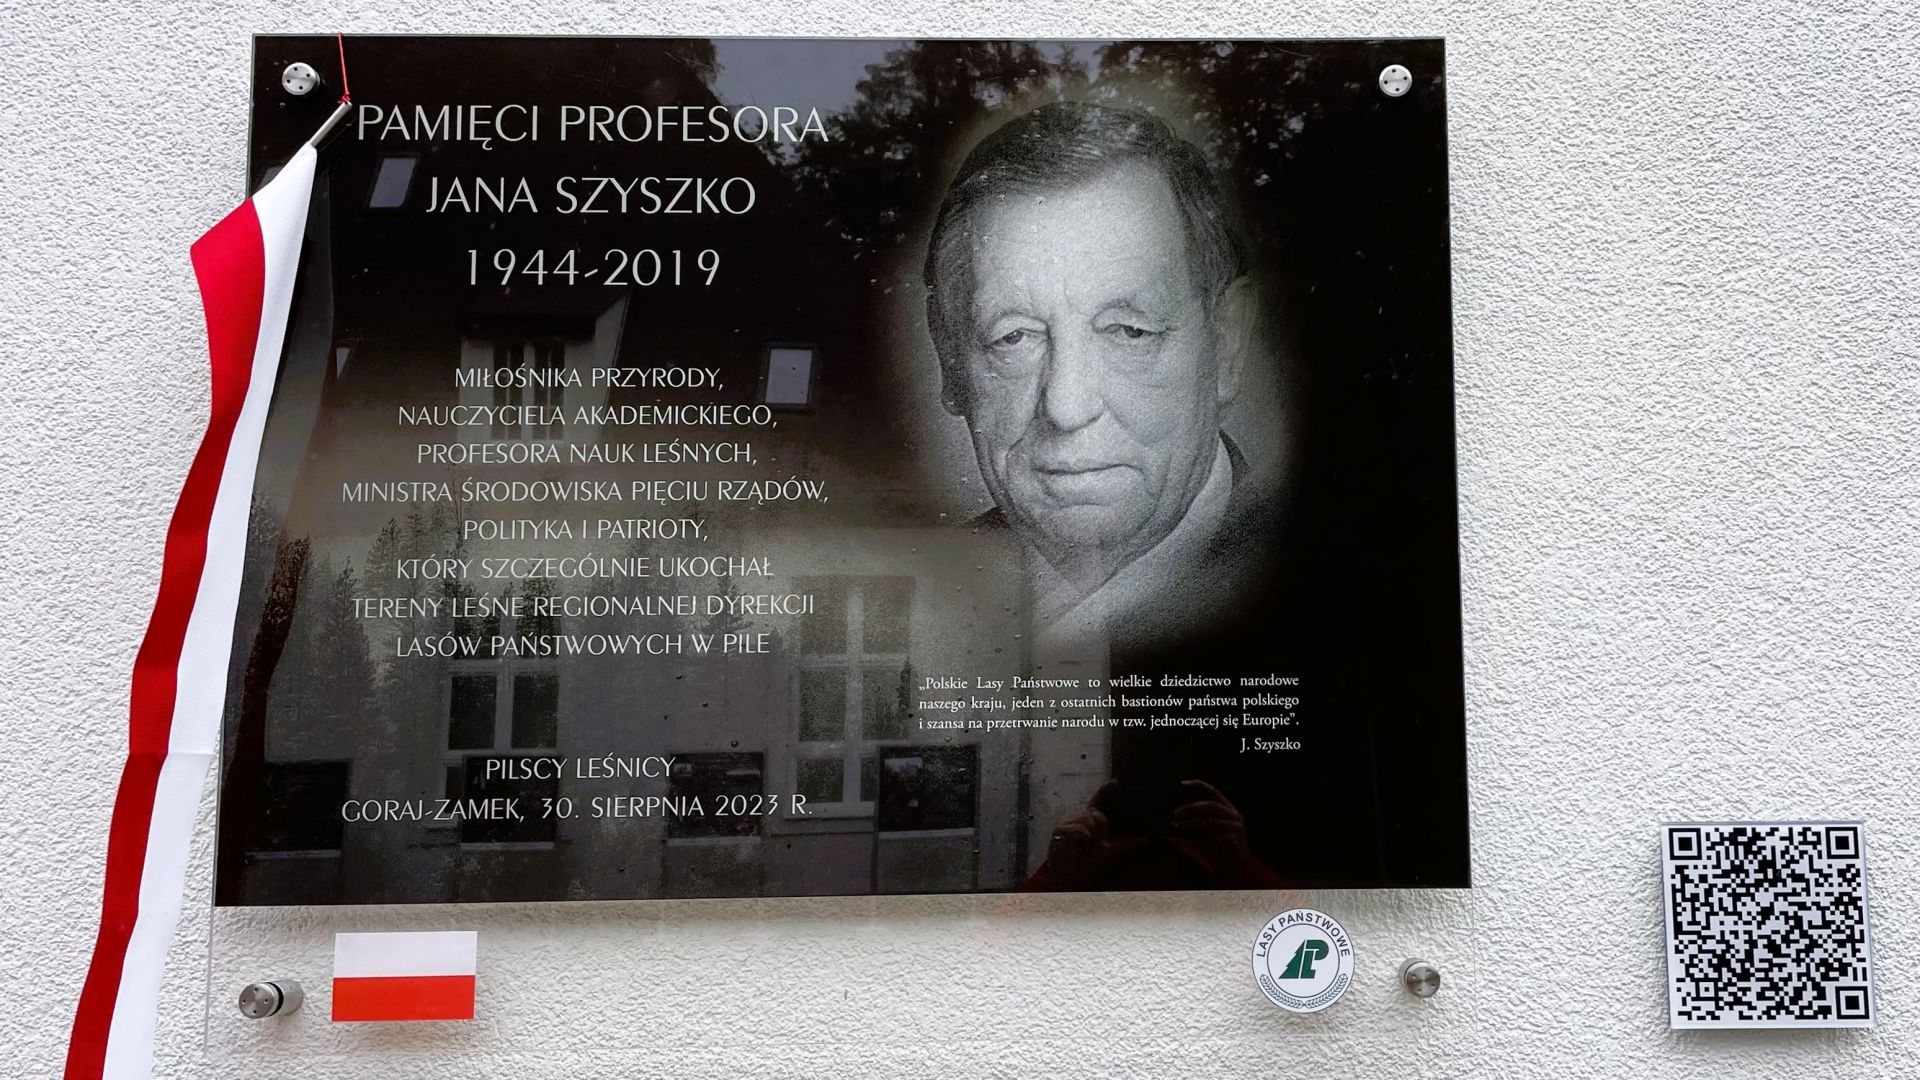 PAMIĘCI PROFESORA
JANA SZYSZKO
1944-2019
MIŁOŚNIKA PRZYRODY,
NAUCZYCIELA AKADEMICKIEGO,
PROFESORA NAUK LEŚNYCH,
MINISTRA ŚRODOWISKA PIĘCIU RZĄDÓW,
POLITYKA I PATRIOTY,
KTÓRY SZCZEGÓLNIE UKOCHAŁ
TERENY LEŚNE REGIONALNEJ DYREKCJI
LASÓW PAŃSTWOWYCH W PILE
„Polskie Lasy Państwowe to wielkie dziedzictwo narodowe
naszego kraju, jeden z ostatnich bastionów państwa polskiego
i szansa na przetrwanie narodu w tzw. jednoczącej się Europie”.
J. Szyszko
PILSCY LEŚNICY
GORAJ-ZAMEK, 30. SIERPNIA 2023 R.
LASY PAŃSTWOWE
LP